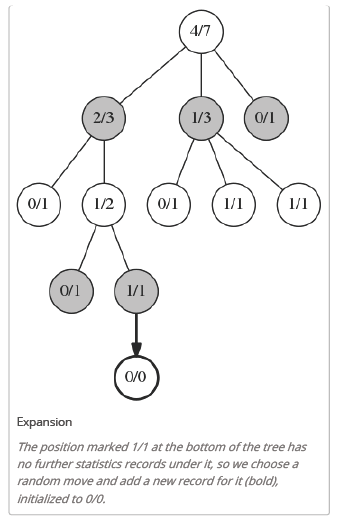 4/7
2/3 1/3 0/1
0/1 1/2 0/1 1/1 1/1
0/1 1/1
0/0
Expansion
The position marked 1/1 at the bottom of the tree has
no further statistics records under it, so we choose a
random move and add a new record for it (bold),
initialized to 0/0.